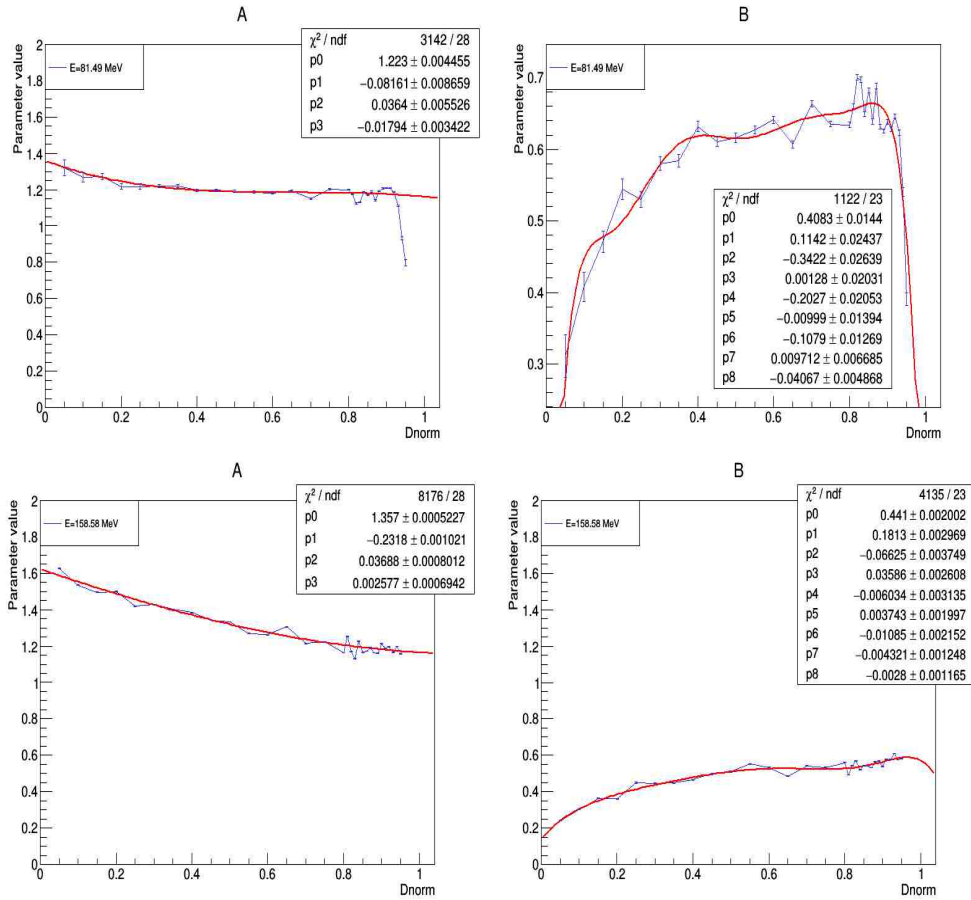 A
Parameter value
2
1.8
1.6
1.4
1.2
1
0.8
0.6
0.4
0.2
0
E=81.49 MeV
χ² / ndf 3142 / 28
p0 1.223 ± 0.004455
p1 −0.08161 ± 0.008659
p2 0.0364 ± 0.005526
p3 −0.01794 ± 0.003422
0 0.2 0.4 0.6 0.8 1
Dnorm
B
Parameter value
0.7
0.6
0.5
0.4
0.3
E=81.49 MeV
χ² / ndf 1122 / 23
p0 0.4083 ± 0.0144
p1 0.1142 ± 0.02437
p2 −0.3422 ± 0.02639
p3 0.00128 ± 0.02031
p4 −0.2027 ± 0.02053
p5 −0.00999 ± 0.01394
p6 −0.1079 ± 0.01269
p7 0.009712 ± 0.006685
p8 −0.04067 ± 0.004868
0 0.2 0.4 0.6 0.8 1
Dnorm
A
Parameter value
2
1.8
1.6
1.4
1.2
1
0.8
0.6
0.4
0.2
0
E=158.58 MeV
χ² / ndf 8176 / 28
p0 1.357 ± 0.0005227
p1 −0.2318 ± 0.001021
p2 0.03688 ± 0.0008012
p3 0.002577 ± 0.0006942
0 0.2 0.4 0.6 0.8 1
Dnorm
B
Parameter value
2
1.8
1.6
1.4
1.2
1
0.8
0.6
0.4
0.2
0
E=158.58 MeV
χ² / ndf 4135 / 23
p0 0.441 ± 0.002002
p1 0.1813 ± 0.002969
p2 −0.06625 ± 0.003749
p3 0.03586 ± 0.002608
p4 −0.006034 ± 0.003135
p5 0.003743 ± 0.001997
p6 −0.01085 ± 0.002152
p7 −0.004321 ± 0.001248
p8 −0.0028 ± 0.001165
0 0.2 0.4 0.6 0.8 1
Dnorm